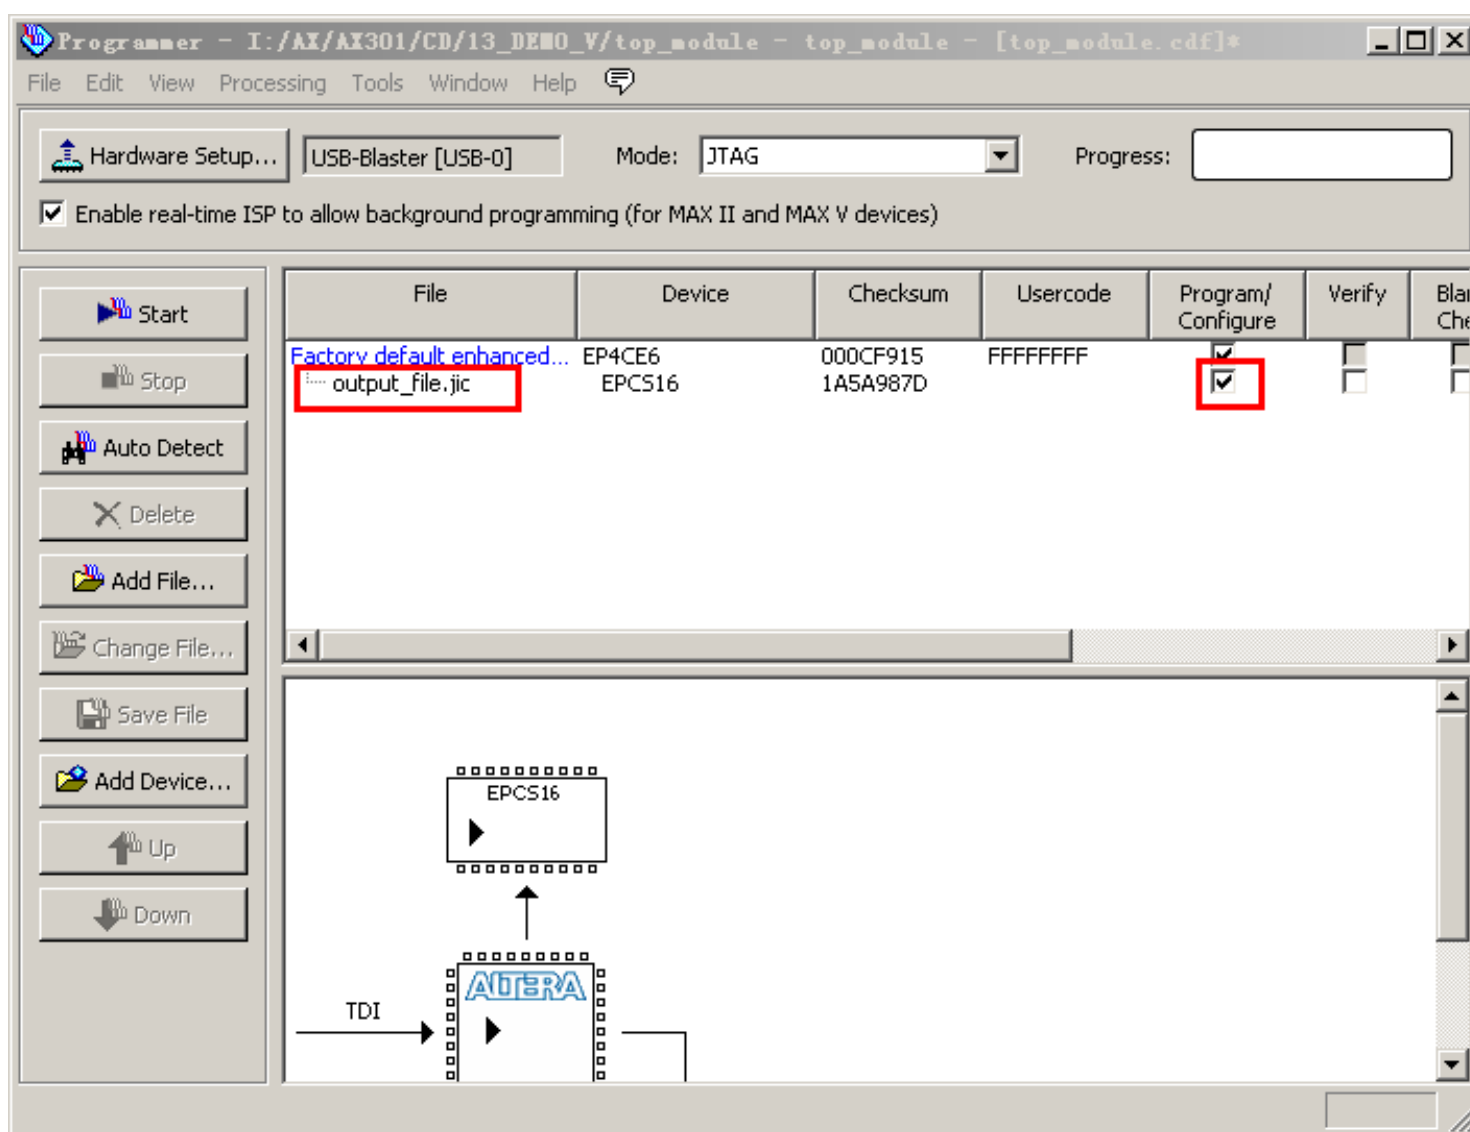 Programmer - I:/AX/AX301/CD/13_DEMO_V/top_module - top_module - [top_module.cdf]*
File Edit View Processing Tools Window Help
Hardware Setup... USB-Blaster [USB-0] Mode: JTAG Progress:
Enable real-time ISP to allow background programming (for MAX II and MAX V devices)
Start
Stop
Auto Detect
Delete
Add File...
Change File...
Save File
Add Device...
Up
Down
File Device Checksum Usercode Program/ Verify Blan
Configure Che
Factory default enhanced... EP4CE6 000CF915 FFFFFFFF
output_file.jic EPCS16 1A5A987D
EPCS16
ALTERA
TDI